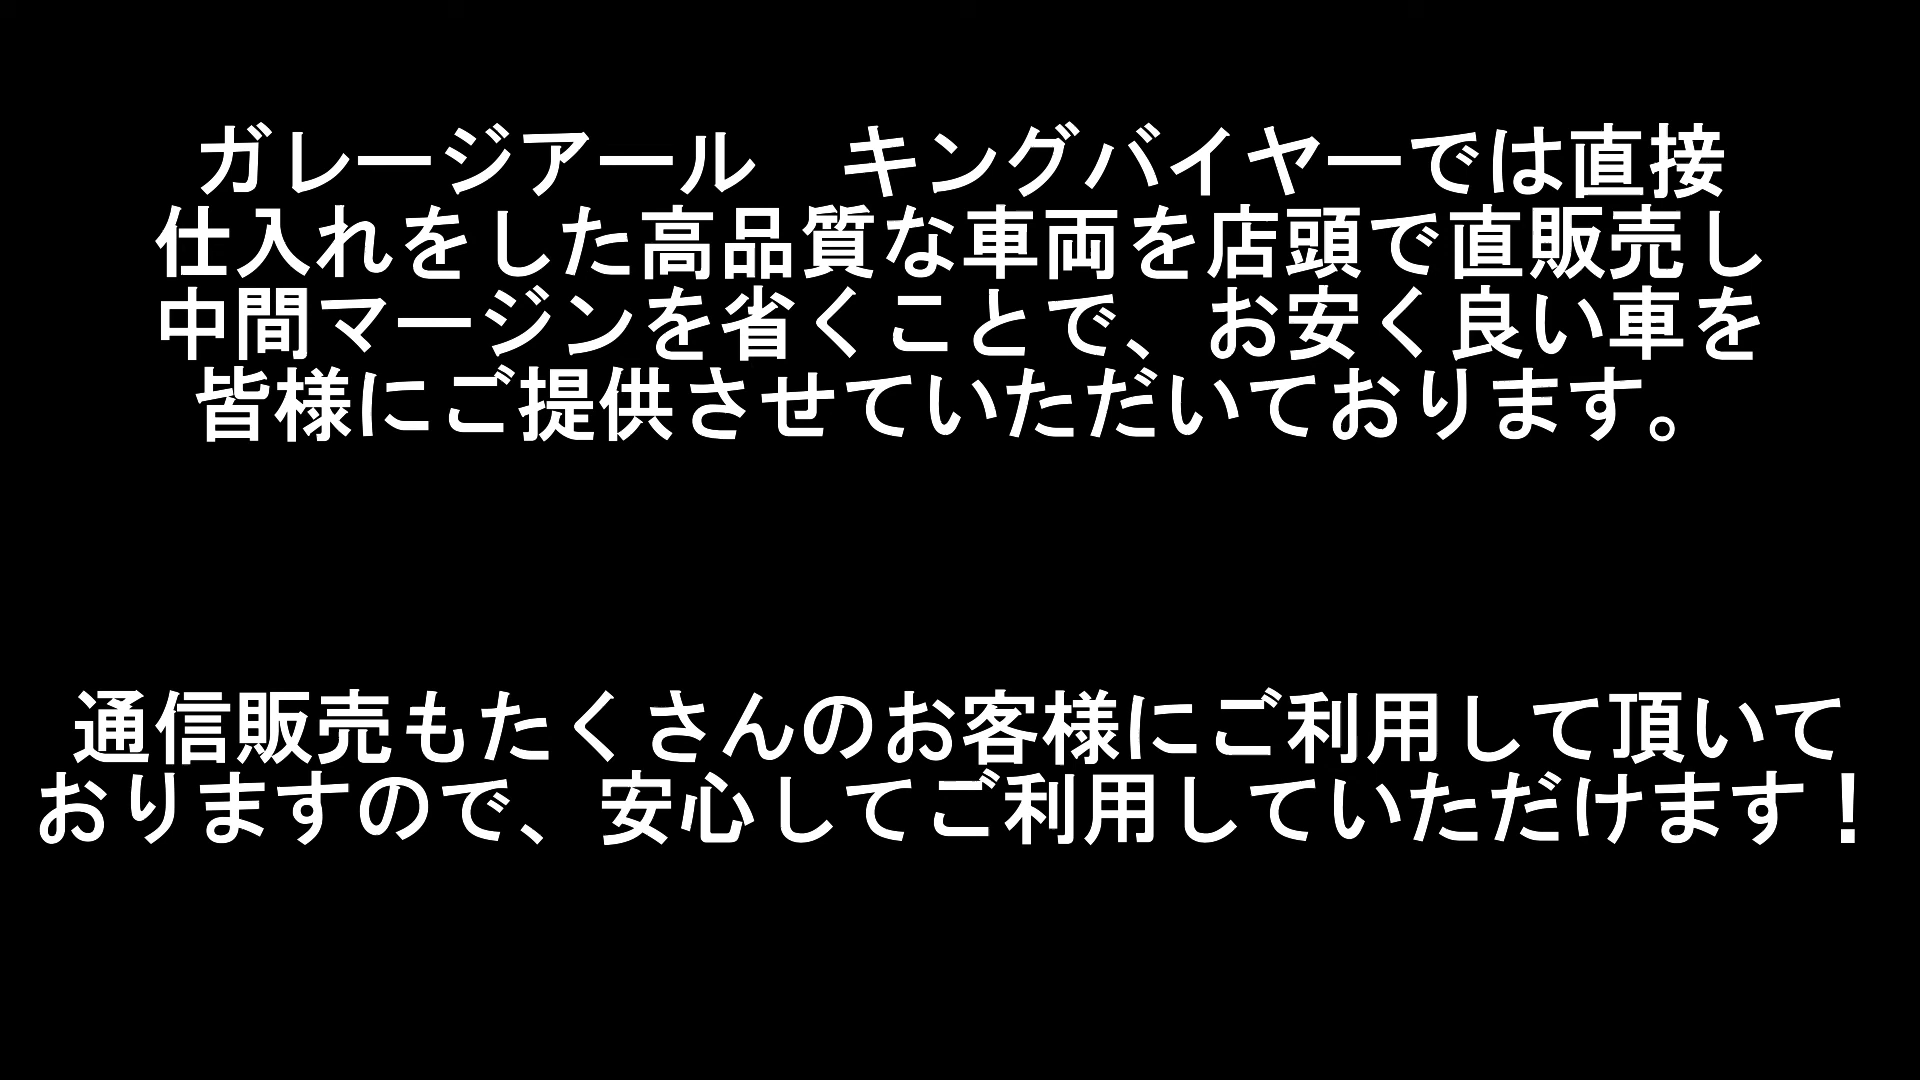 ガレージアール　キングバイヤーでは直接
仕入れをした高品質な車両を店頭で直販売し
中間マージンを省くことで、お安く良い車を
皆様にご提供させていただいております。
通信販売もたくさんのお客様にご利用して頂いて
おりますので、安心してご利用していただけます！